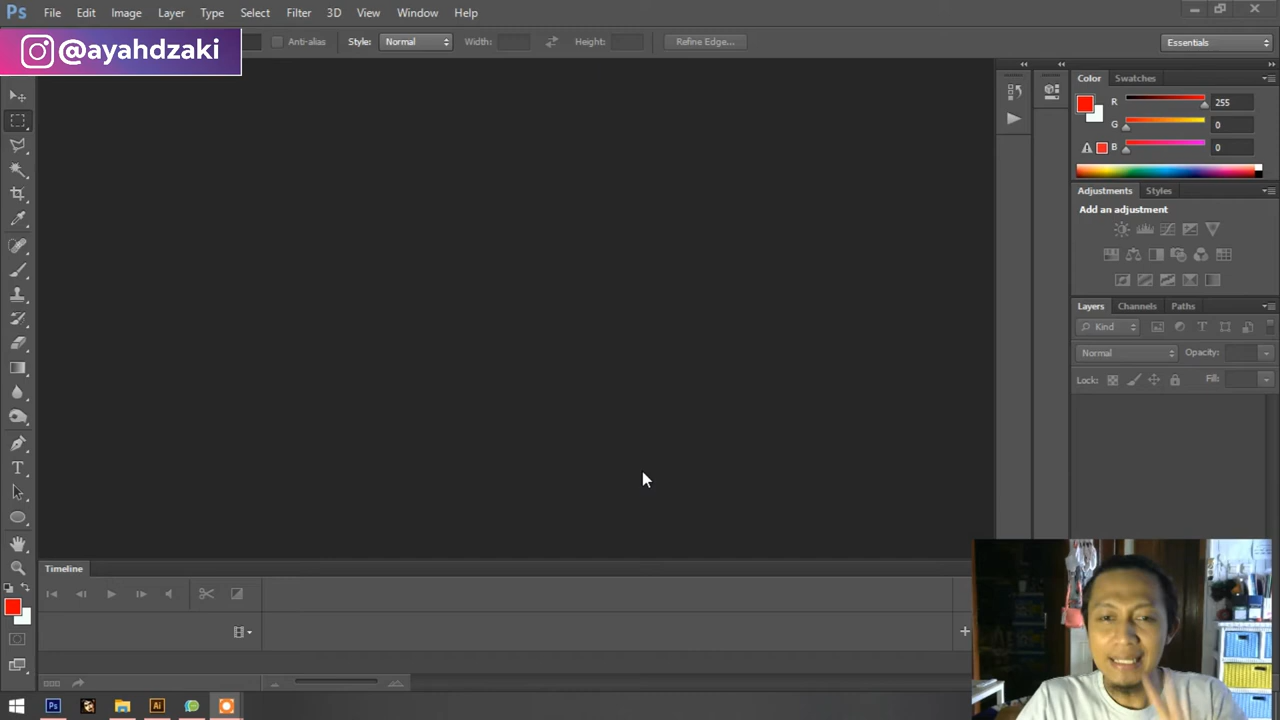 Ps File Edit Image Layer Type Select Filter 3D View Window Help
@ayahdzaki Anti-alias Style: Normal Width: Height: Refine Edge... Essentials
Color Swatches
R 255
G 0
B 0
Adjustments Styles
Add an adjustment
Layers Channels Paths
Kind
Normal Opacity:
Lock: Fill:
T
Timeline
Ps Ai